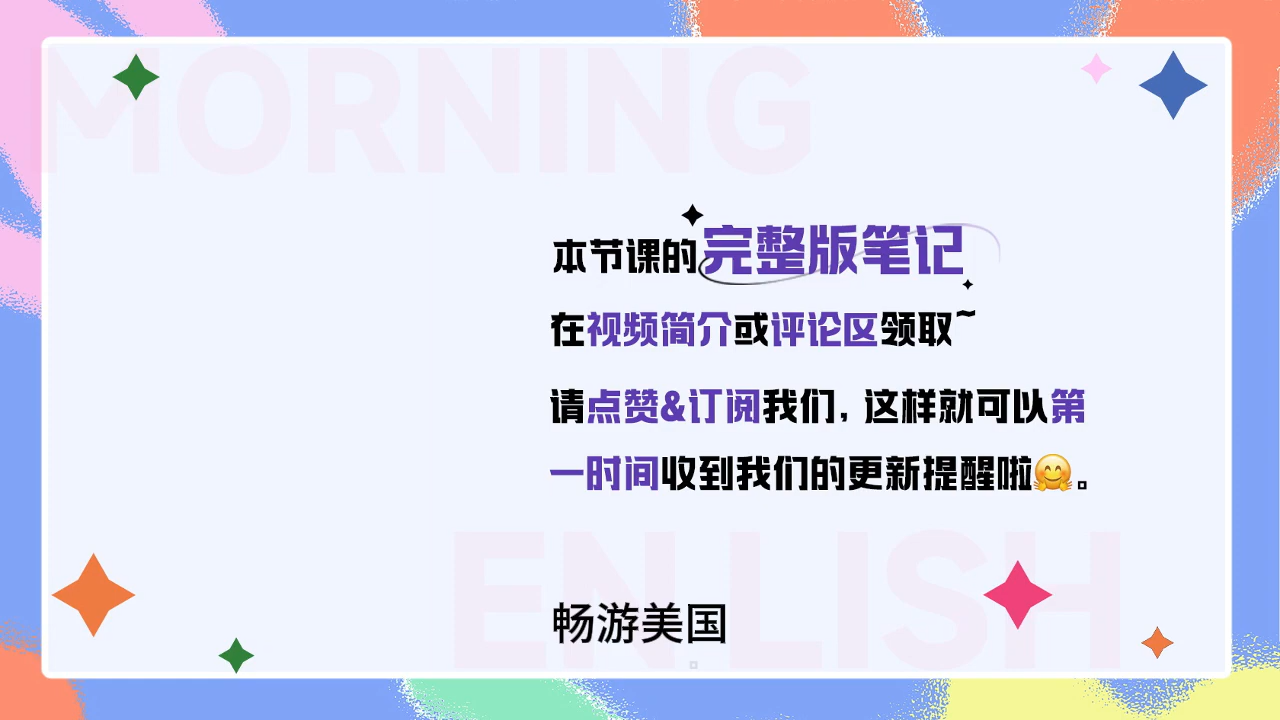 MORNING
本节课的完整版笔记
在视频简介或评论区领取~
请点赞&订阅我们，这样就可以第
一时间收到我们的更新提醒啦🤗。
EN LISH
畅游美国